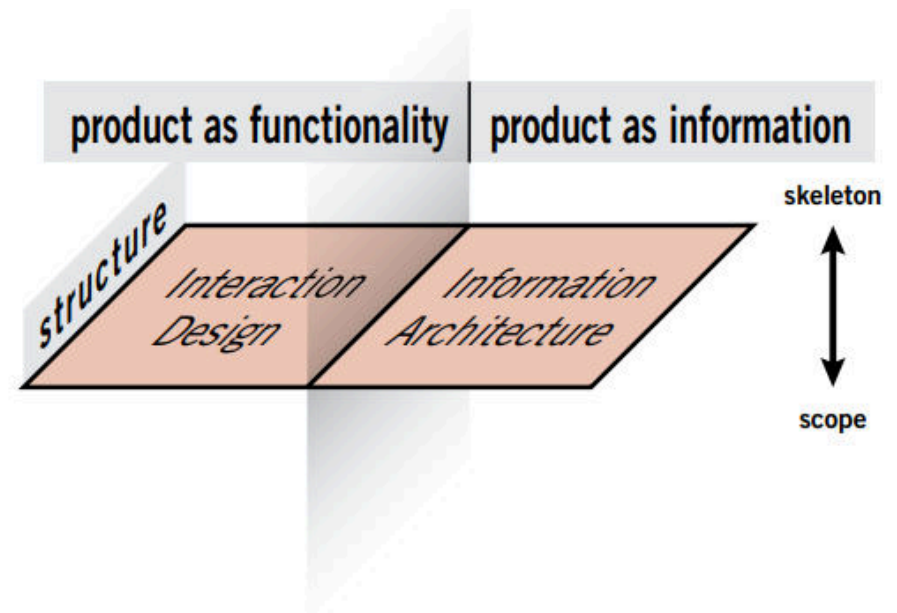 product as functionality
product as information
skeleton
structure
Interaction
Design
Information
Architecture
scope